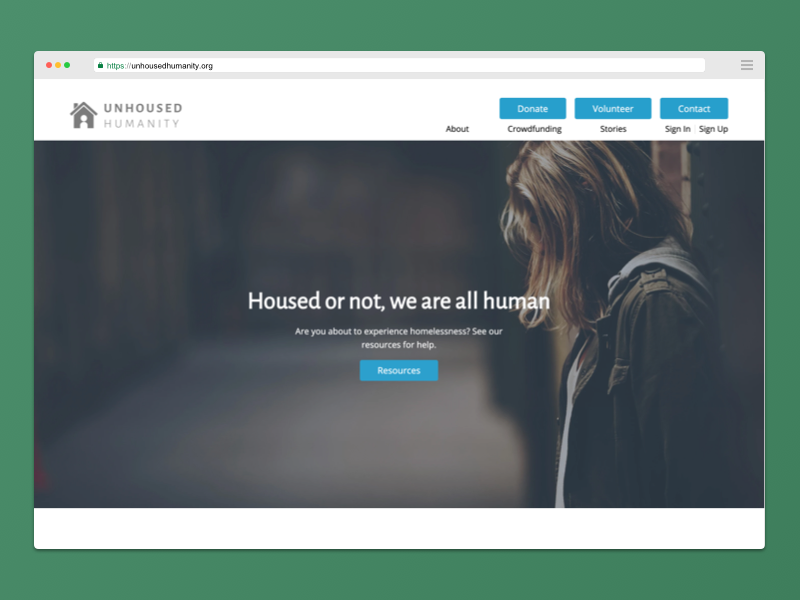 https://unhousedhumanity.org
UNHOUSED
HUMANITY
Donate
Volunteer
Contact
About
Crowdfunding
Stories
Sign In
Sign Up
Housed or not, we are all human
Are you about to experience homelessness? See our
resources for help.
Resources